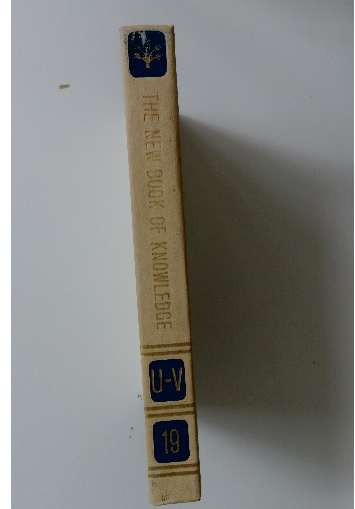 THE NEW BOOK OF KNOWLEDGE
U-V
19